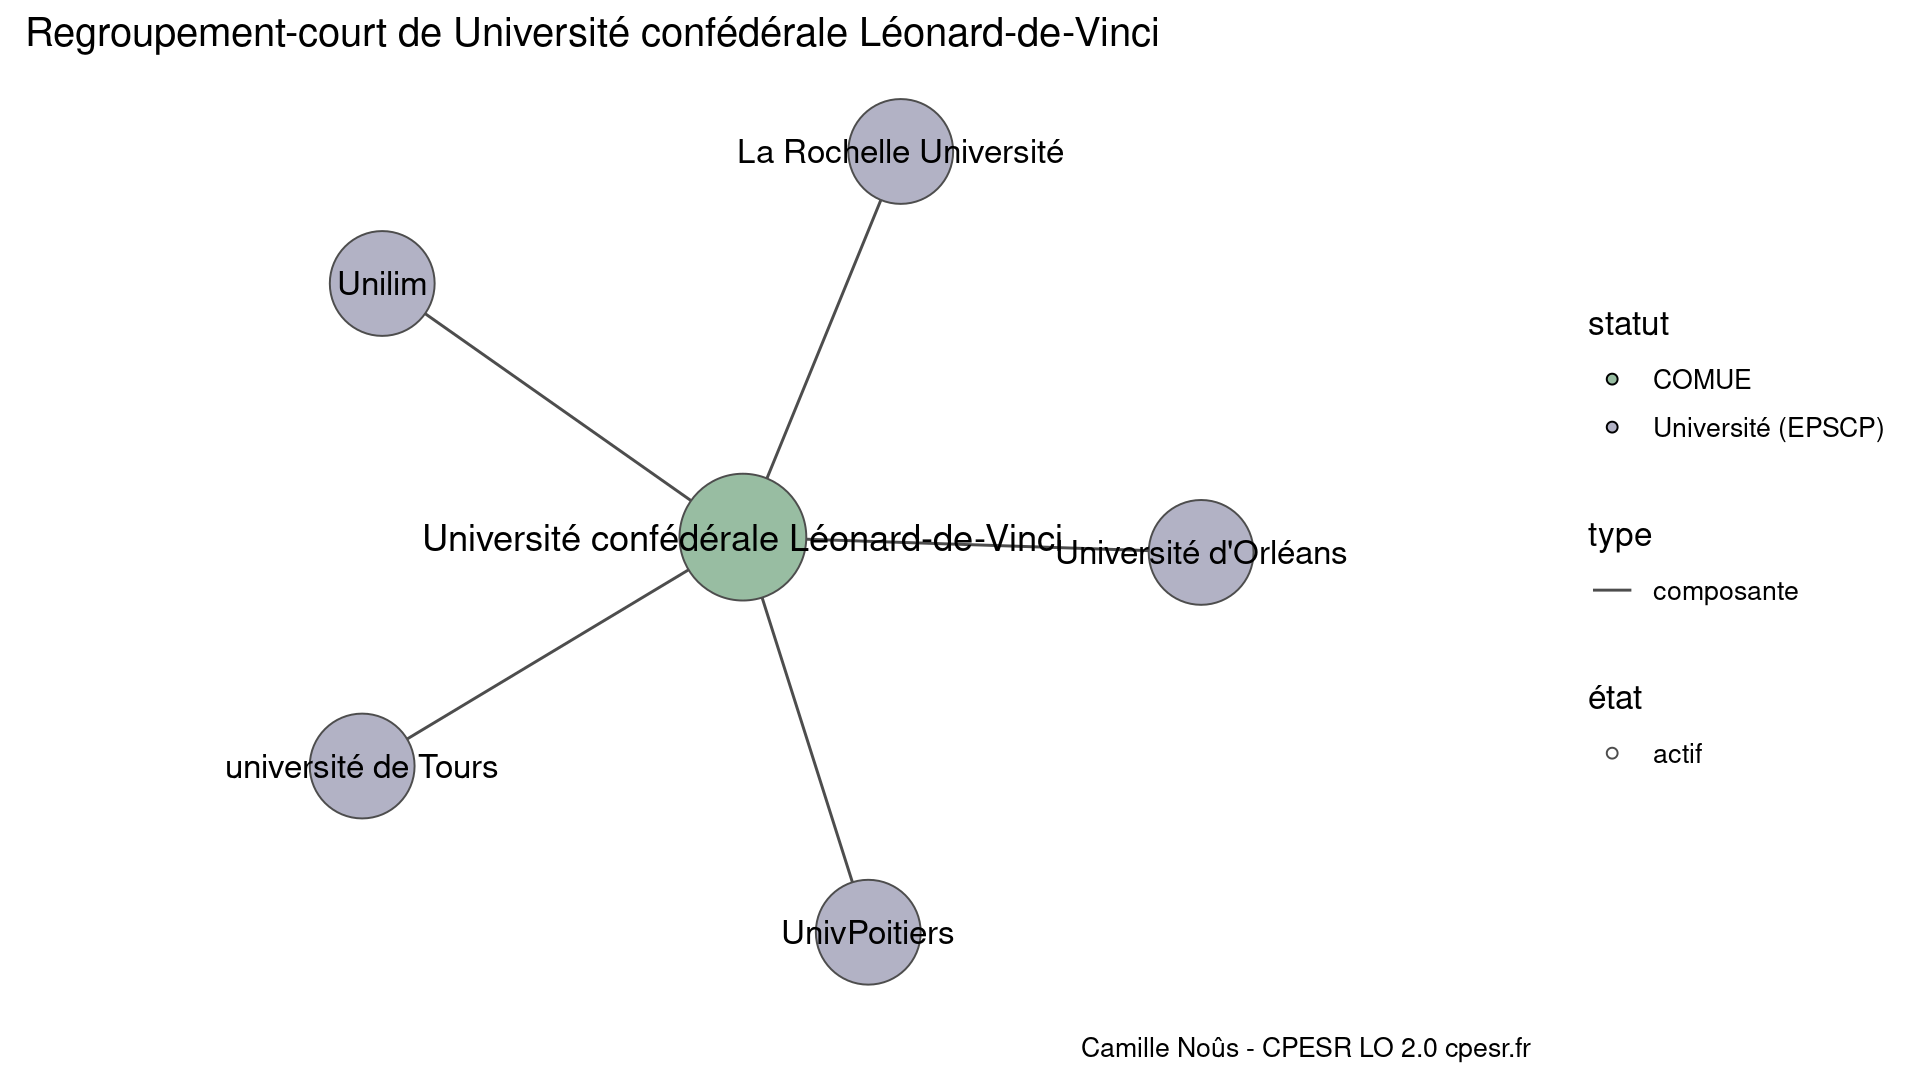 Regroupement-court de Université confédérale Léonard-de-Vinci
La Rochelle Université
Unilim
Université confédérale Léonard-de-Vinci
Université d'Orléans
université de Tours
UnivPoitiers
statut
COMUE
Université (EPSCP)
type
composante
état
actif
Camille Noûs - CPESR LO 2.0 cpesr.fr